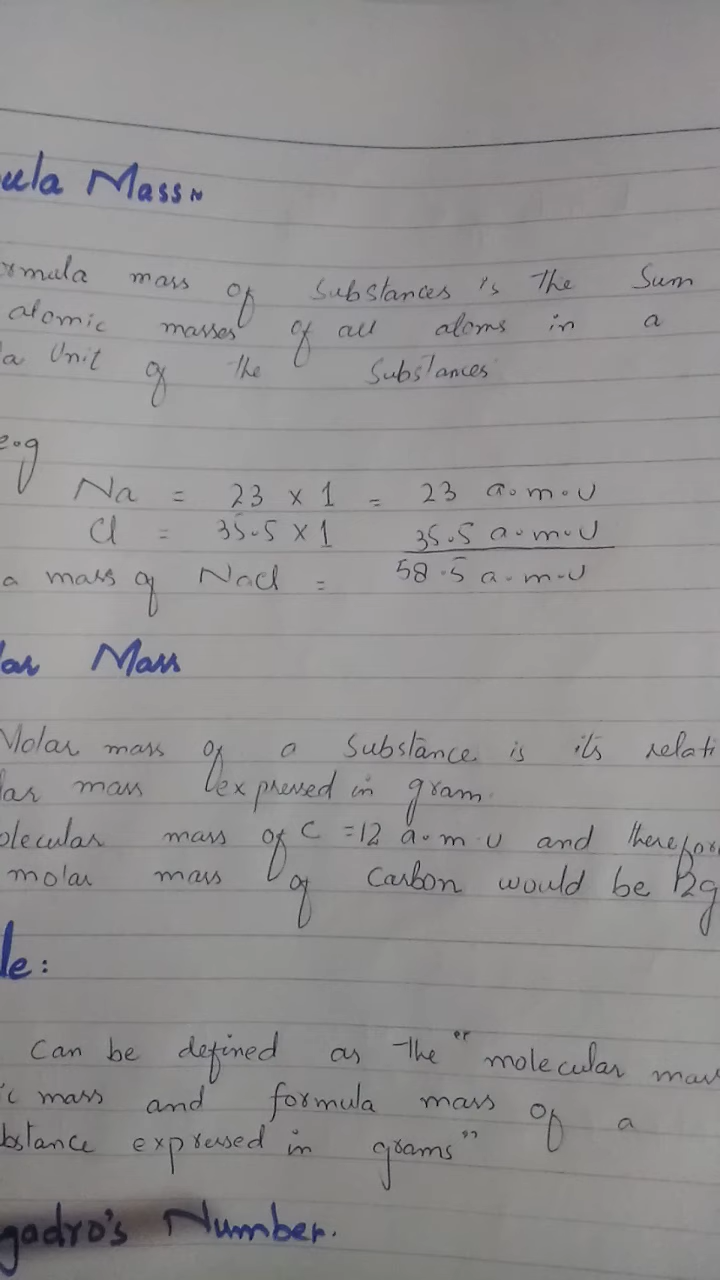 ula Mass~
rmula mass of substances is the Sum
atomic masses of all atoms in a
a Unit of the Substances
e.g
Na = 23 x 1 = 23 a.m.u
Cl = 35.5 x 1 35.5 a.m.u
a mass of Nacl = 58.5 a.m.u
lar Mass
Molar mass of a substance is its relati
lar mass expressed in gram.
olecular mass of C =12 a.m.u and therefor
molar mass of Carbon would be 12g
le:
Can be defined as the "molecular mas
ic mass and formula mass of a
bstance expressed in grams"
gadro's Number.